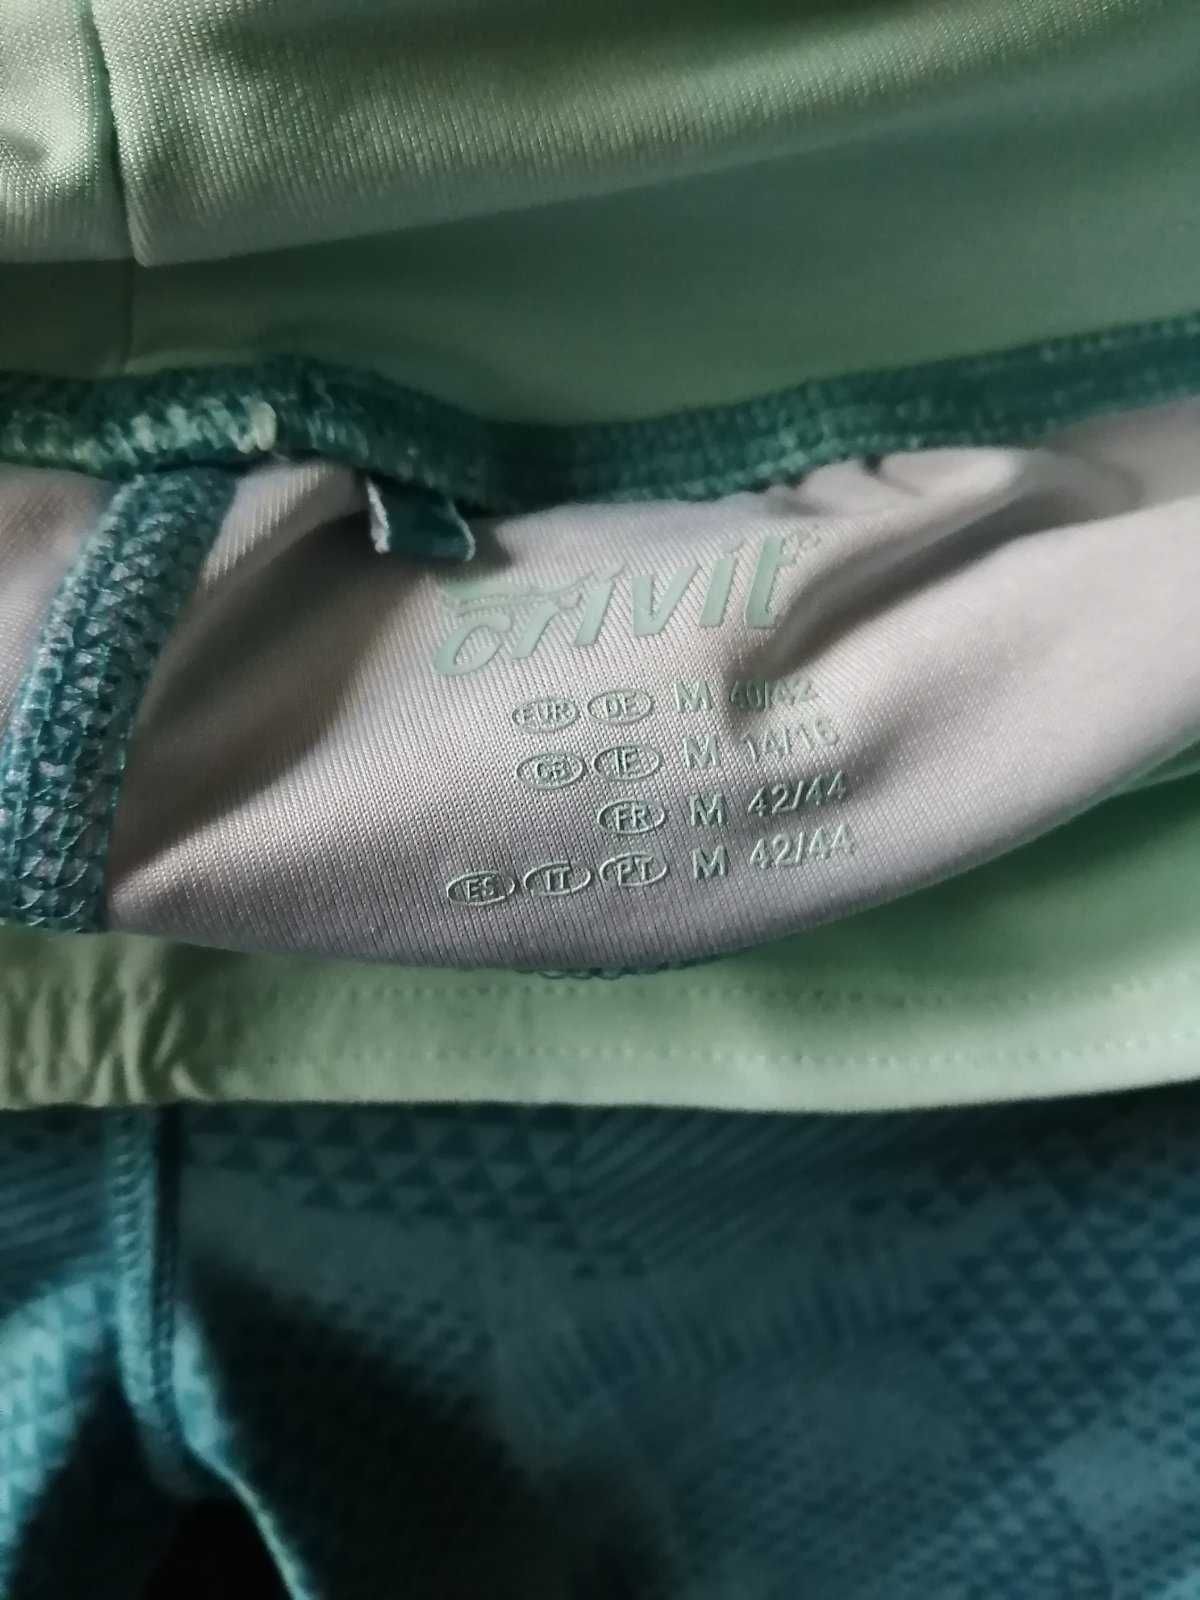 crivit
EUR DE M 40/42
GB IE M 14/16
FR M 42/44
ES IT PT M 42/44